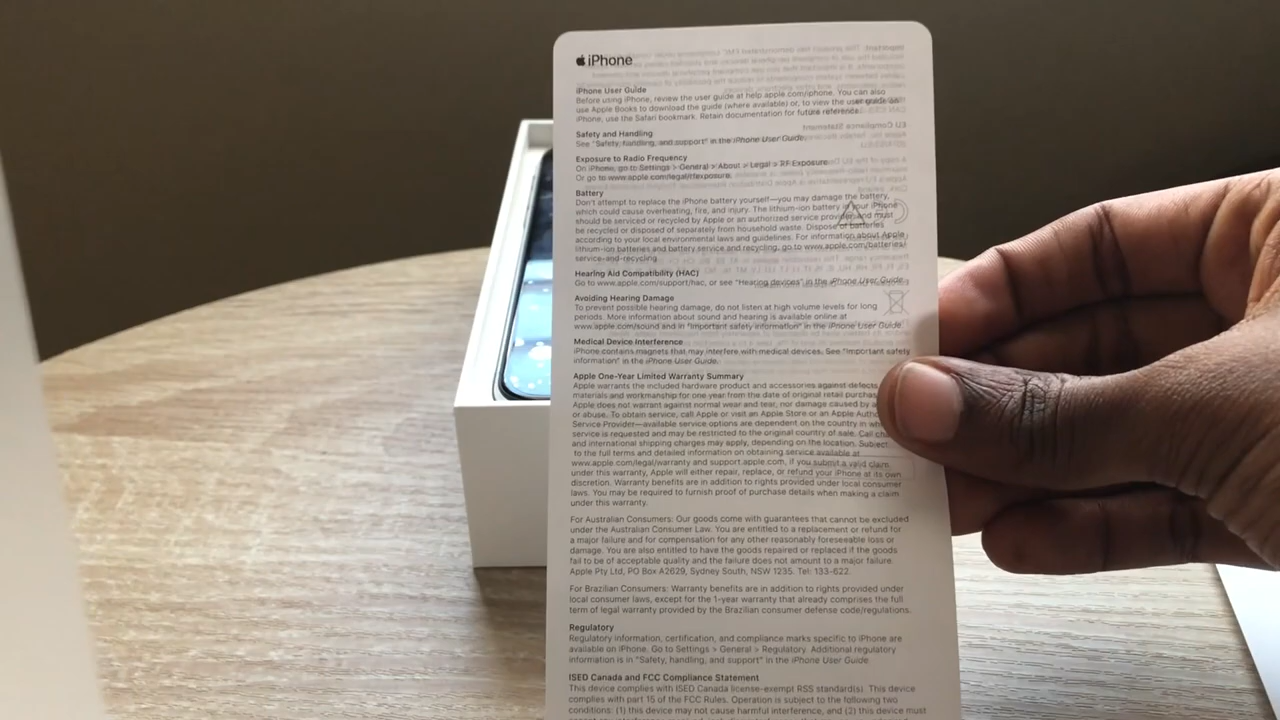 iPhone
iPhone User Guide
Before using iPhone, review the user guide at help.apple.com/iphone. You can also
use Apple Books to download the guide (where available) or, to view the user guide on
iPhone, use the Safari bookmark. Retain documentation for future reference.
Safety and Handling
See "Safety, handling, and support" in the iPhone User Guide.
Exposure to Radio Frequency
On iPhone, go to Settings > General > About > Legal > RF Exposure.
Or go to www.apple.com/legal/rfexposure.
Battery
Don't attempt to replace the iPhone battery yourself—you may damage the battery,
which could cause overheating, fire, and injury. The lithium-ion battery in your iPhone
should be serviced or recycled by Apple or an authorized service provider, and must
be recycled or disposed of separately from household waste. Dispose of batteries
according to your local environmental laws and guidelines. For information about Apple
lithium-ion batteries and battery service and recycling, go to www.apple.com/batteries/
service-and-recycling.
Hearing Aid Compatibility (HAC)
Go to www.apple.com/support/hac, or see "Hearing devices" in the iPhone User Guide.
Avoiding Hearing Damage
To prevent possible hearing damage, do not listen at high volume levels for long
periods. More information about sound and hearing is available online at
www.apple.com/sound and in "Important safety information" in the iPhone User Guide.
Medical Device Interference
iPhone contains magnets that may interfere with medical devices. See "Important safety
information" in the iPhone User Guide.
Apple One-Year Limited Warranty Summary
Apple warrants the included hardware product and accessories against defects
materials and workmanship for one year from the date of original retail purchas
Apple does not warrant against normal wear and tear, nor damage caused by a
or abuse. To obtain service, call Apple or visit an Apple Store or an Apple Autho
Service Provider—available service options are dependent on the country in wh
service is requested and may be restricted to the original country of sale. Call cha
and international shipping charges may apply, depending on the location. Subject
to the full terms and detailed information on obtaining service available at
www.apple.com/legal/warranty and support.apple.com, if you submit a valid claim
under this warranty, Apple will either repair, replace, or refund your iPhone at its own
discretion. Warranty benefits are in addition to rights provided under local consumer
laws. You may be required to furnish proof of purchase details when making a claim
under this warranty.
For Australian Consumers: Our goods come with guarantees that cannot be excluded
under the Australian Consumer Law. You are entitled to a replacement or refund for
a major failure and for compensation for any other reasonably foreseeable loss or
damage. You are also entitled to have the goods repaired or replaced if the goods
fail to be of acceptable quality and the failure does not amount to a major failure.
Apple Pty Ltd, PO Box A2629, Sydney South, NSW 1235. Tel: 133-622.
For Brazilian Consumers: Warranty benefits are in addition to rights provided under
local consumer laws, except for the 1-year warranty that already comprises the full
term of legal warranty provided by the Brazilian consumer defense code/regulations.
Regulatory
Regulatory information, certification, and compliance marks specific to iPhone are
available on iPhone. Go to Settings > General > Regulatory. Additional regulatory
information is in "Safety, handling, and support" in the iPhone User Guide.
ISED Canada and FCC Compliance Statement
This device complies with ISED Canada license-exempt RSS standard(s). This device
complies with part 15 of the FCC Rules. Operation is subject to the following two
conditions: (1) this device may not cause harmful interference, and (2) this device must